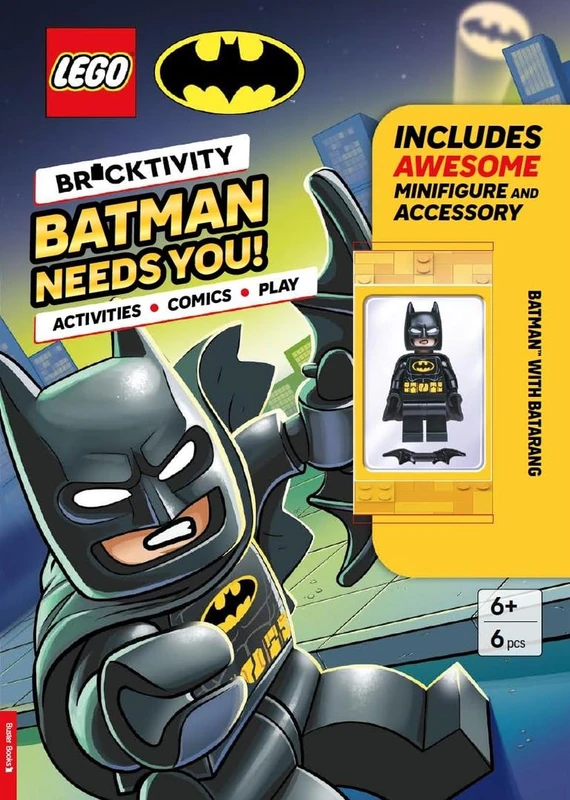 LEGO
BRICKTIVITY
BATMAN
NEEDS YOU!
ACTIVITIES • COMICS • PLAY
INCLUDES
AWESOME
MINIFIGURE AND
ACCESSORY
BATMAN™ WITH BATARANG
6+
6 pcs
Buster Books